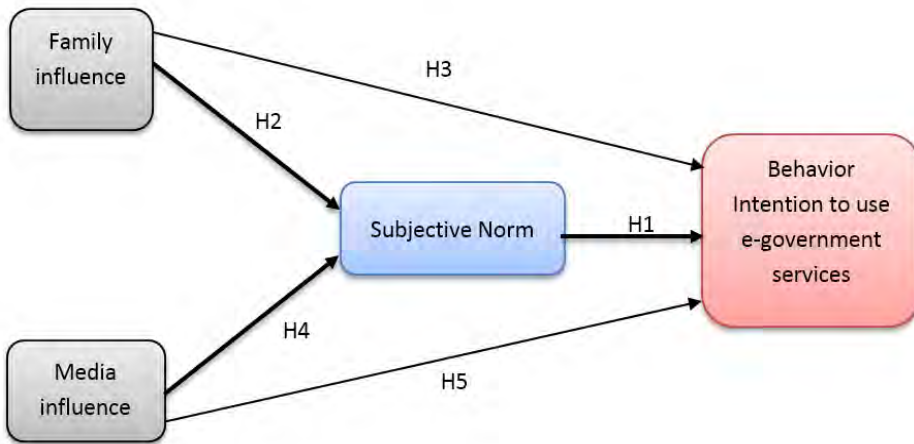 Family
influence
H3
H2
Behavior
Intention to use
e-government
services
Subjective Norm
H1
H4
H5
Media
influence